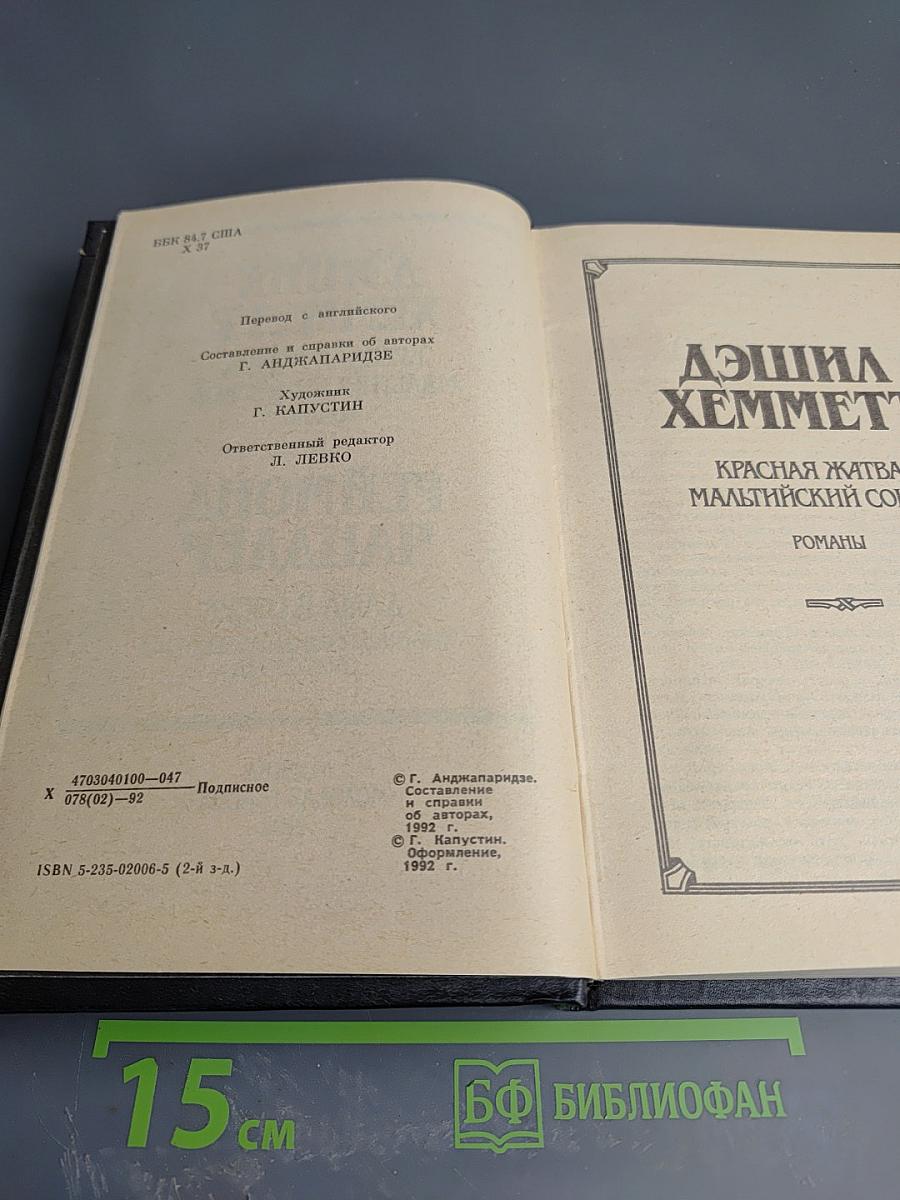 ББК 84.7 США
Х 37
Перевод с английского
Составление и справки об авторах
Г. АНДЖАПАРИДЗЕ
Художник
Г. КАПУСТИН
Ответственный редактор
Л. ЛЕВКО
Х 4703040100—047
078(02)—92 Подписное
© Г. Анджапаридзе.
Составление
и справки
об авторах,
1992 г.
© Г. Капустин.
Оформление,
1992 г.
ISBN 5-235-02006-5 (2-й з-д.)
ДЭШИЛ
ХЕММЕТ
КРАСНАЯ ЖАТВА
МАЛЬТИЙСКИЙ СО
РОМАНЫ
15 см
БФ БИБЛИОФАН